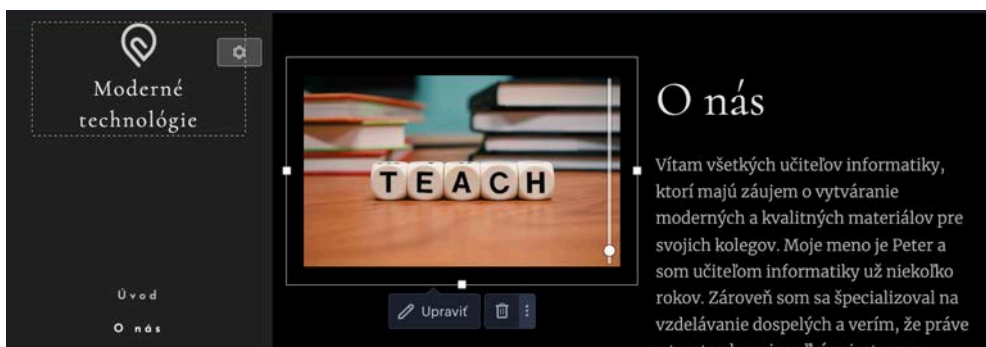 Moderné
technológie
Úvod
O nás
TEACH
Upraviť
O nás
Vítam všetkých učiteľov informatiky,
ktorí majú záujem o vytváranie
moderných a kvalitných materiálov pre
svojich kolegov. Moje meno je Peter a
som učiteľom informatiky už niekoľko
rokov. Zároveň som sa špecializoval na
vzdelávanie dospelých a verím, že práve